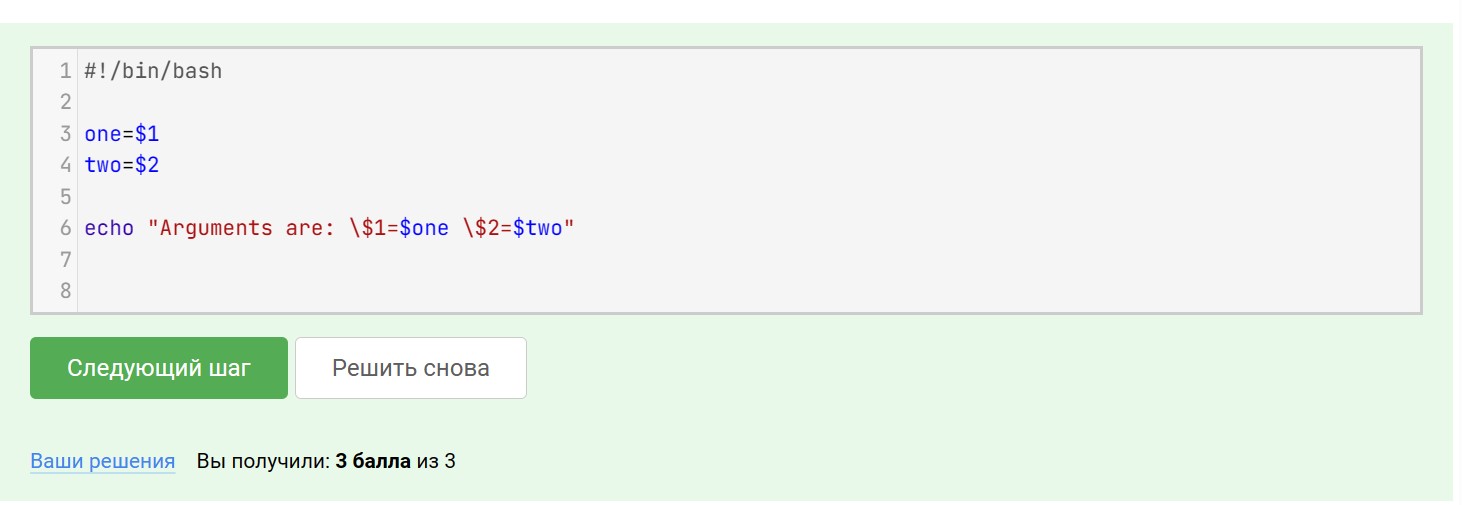 1 #!/bin/bash
2
3 one=$1
4 two=$2
5
6 echo "Arguments are: \$1=$one \$2=$two"
7
8
Следующий шаг Решить снова
Ваши решения Вы получили: 3 балла из 3